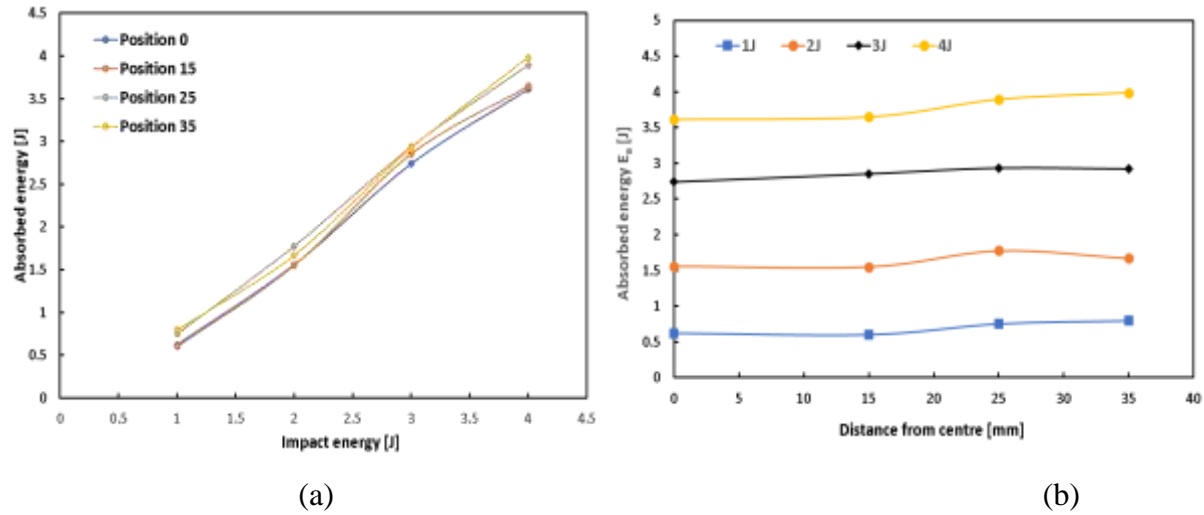 4.5
4
3.5
3
2.5
2
1.5
1
0.5
0
Absorbed energy [J]
Position 0
Position 15
Position 25
Position 35
0 0.5 1 1.5 2 2.5 3 3.5 4 4.5
Impact energy [J]
(a)
5
4.5
4
3.5
3
2.5
2
1.5
1
0.5
0
Absorbed energy Ea [J]
1J 2J 3J 4J
0 5 10 15 20 25 30 35 40
Distance from centre [mm]
(b)